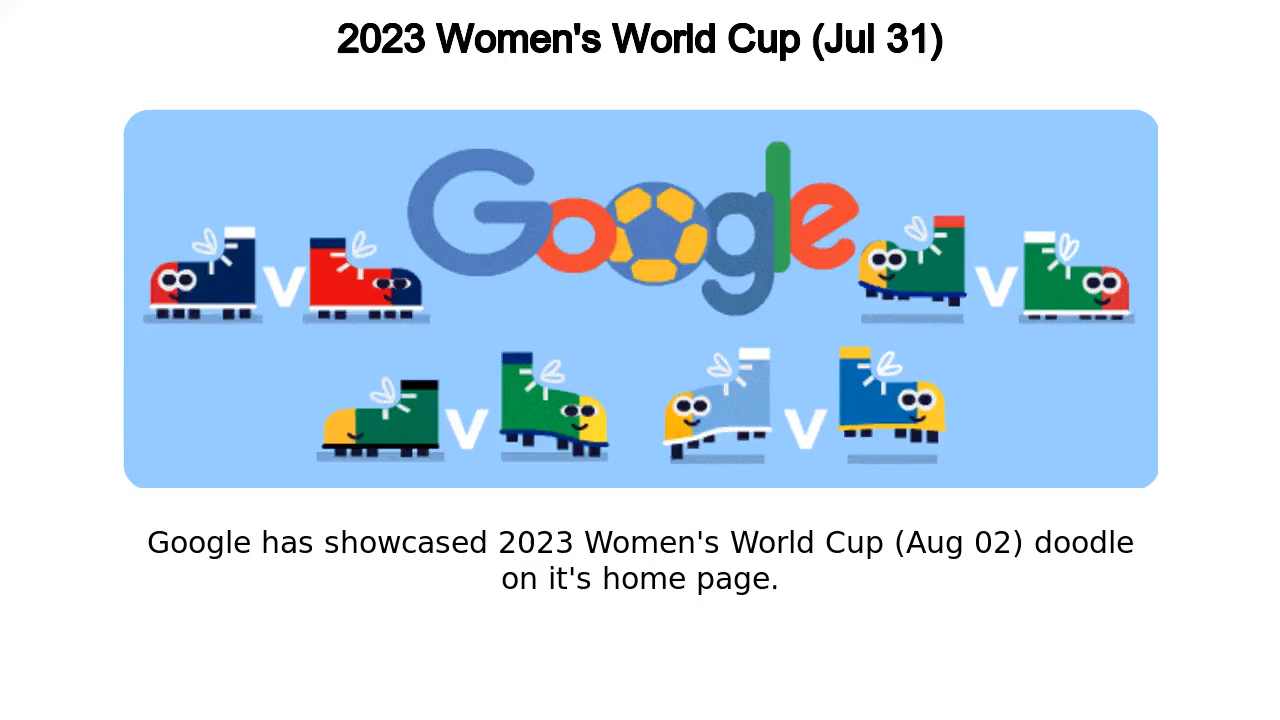 2023 Women's World Cup (Jul 31)
Google
V V
V V
Google has showcased 2023 Women's World Cup (Aug 02) doodle
on it's home page.